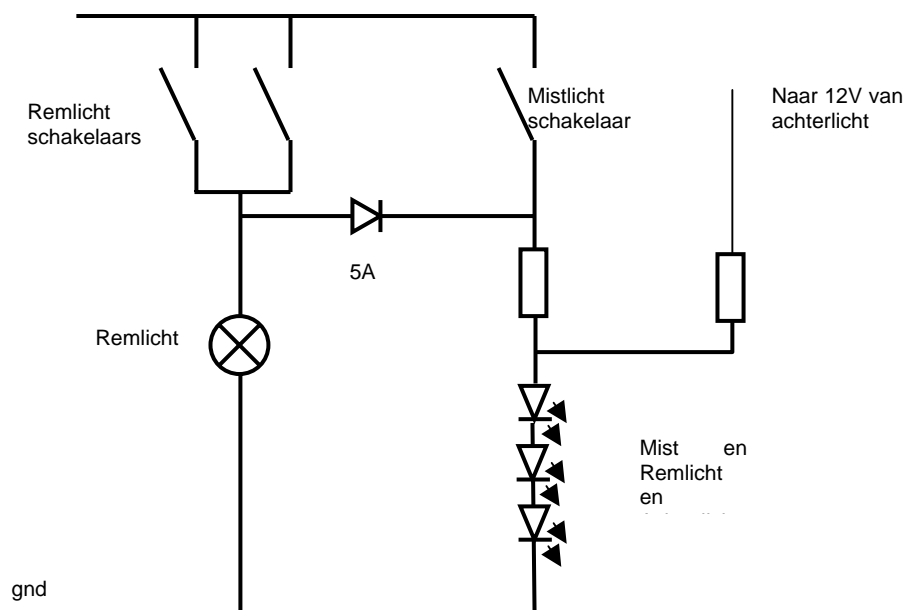 Remlicht
schakelaars
Mistlicht
schakelaar
Naar 12V van
achterlicht
5A
Remlicht
Mist en
Remlicht
en
gnd